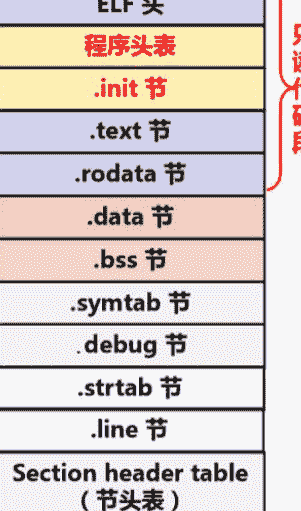 ELF 头
程序头表
.init 节
.text 节
.rodata 节
.data 节
.bss 节
.symtab 节
.debug 节
.strtab 节
.line 节
Section header table
（节头表）